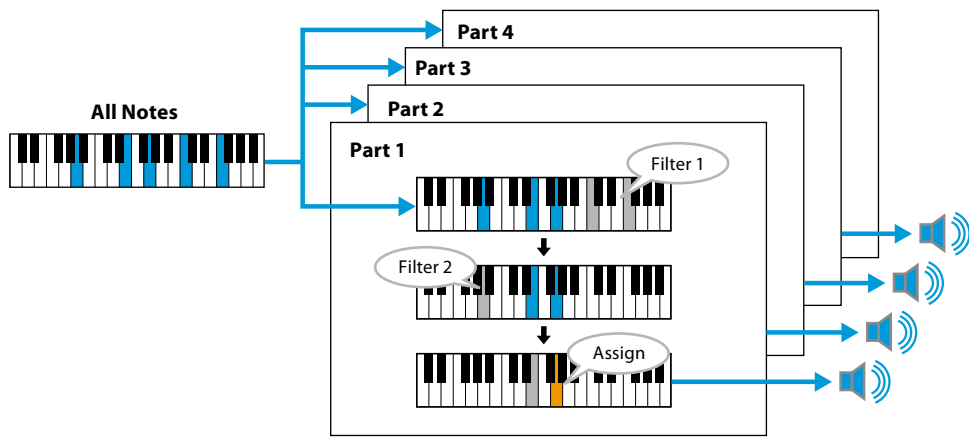 Part 4
Part 3
All Notes
Part 2
Part 1
Filter 1
Filter 2
Assign